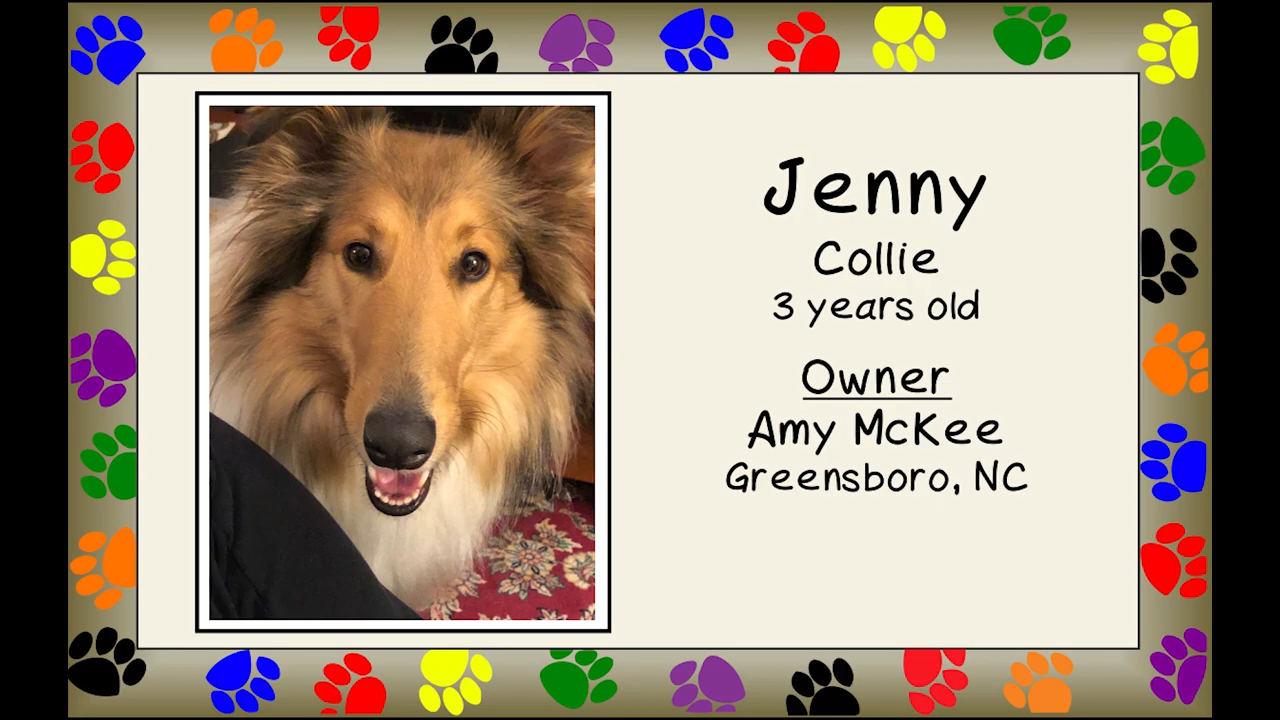 Jenny
Collie
3 years old
Owner
Amy McKee
Greensboro, NC